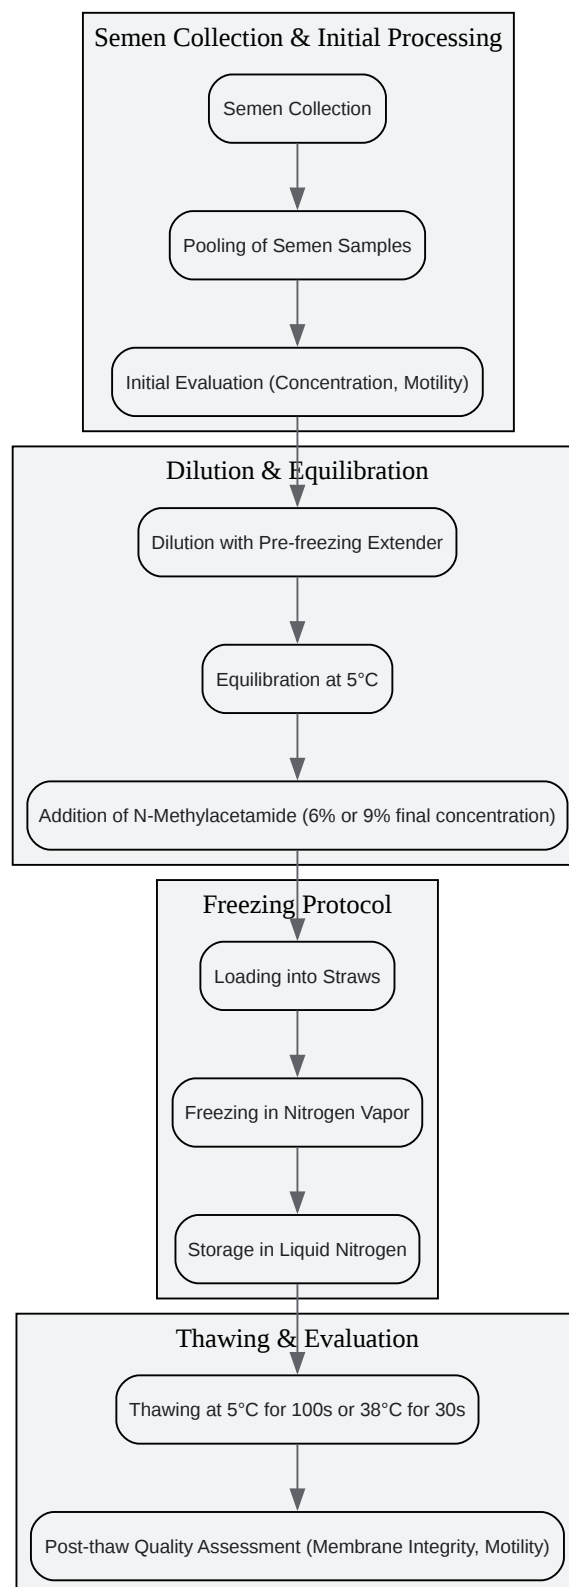 Semen Collection & Initial Processing
Semen Collection
Pooling of Semen Samples
Initial Evaluation (Concentration, Motility)
Dilution & Equilibration
Dilution with Pre-freezing Extender
Equilibration at 5°C
Addition of N-Methylacetamide (6% or 9% final concentration)
Freezing Protocol
Loading into Straws
Freezing in Nitrogen Vapor
Storage in Liquid Nitrogen
Thawing & Evaluation
Thawing at 5°C for 100s or 38°C for 30s
Post-thaw Quality Assessment (Membrane Integrity, Motility)